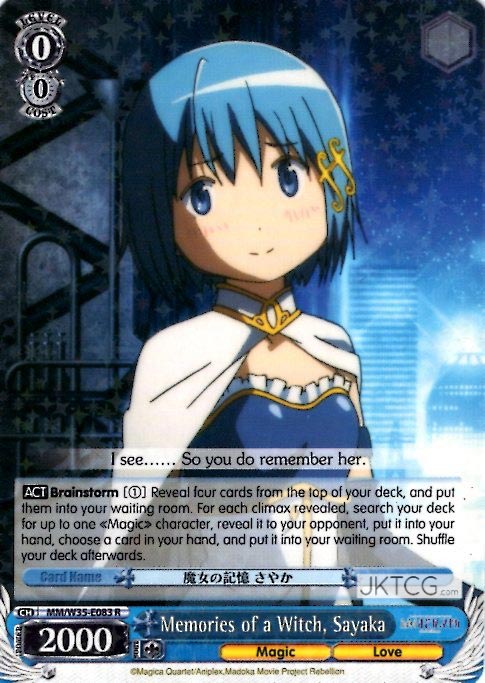 LEVEL
0
0
COST
I see…… So you do remember her.
ACT Brainstorm [①] Reveal four cards from the top of your deck, and put
them into your waiting room. For each climax revealed, search your deck
for up to one «Magic» character, reveal it to your opponent, put it into your
hand, choose a card in your hand, and put it into your waiting room. Shuffle
your deck afterwards.
Card Name
魔女の記憶 さやか
JKTCG.com
CH MM/W35-E083 R
POWER
2000
SOUL
Memories of a Witch, Sayaka
Magic
Love
©Magica Quartet/Aniplex,Madoka Movie Project Rebellion